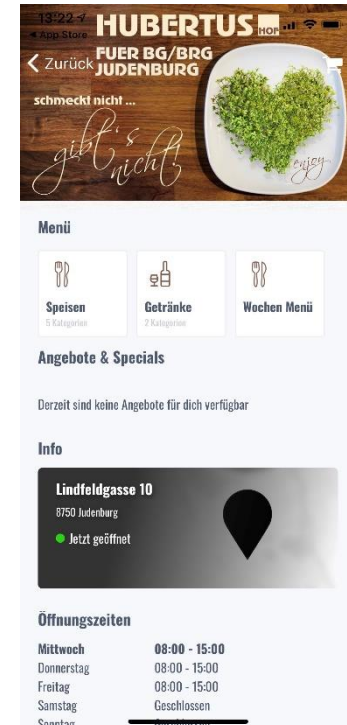 13:22
App Store
HUBERTUS HOF
Zurück
FUER BG/BRG
JUDENBURG
schmeckt nicht ...
gibt's
nicht!
enjoy
Menü
Speisen
5 Kategorien
Getränke
2 Kategorien
Wochen Menü
Angebote & Specials
Derzeit sind keine Angebote für dich verfügbar
Info
Lindfeldgasse 10
8750 Judenburg
Jetzt geöffnet
Öffnungszeiten
Mittwoch 08:00 - 15:00
Donnerstag 08:00 - 15:00
Freitag 08:00 - 15:00
Samstag Geschlossen
Sonntag